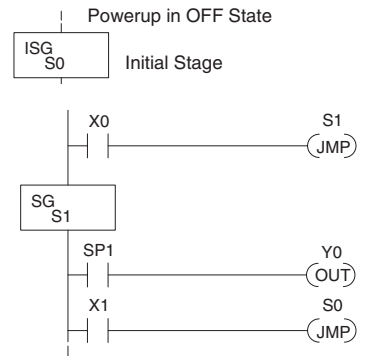 Powerup in OFF State
ISG
S0
Initial Stage
X0
S1
JMP
SG
S1
SP1
Y0
OUT
X1
S0
JMP